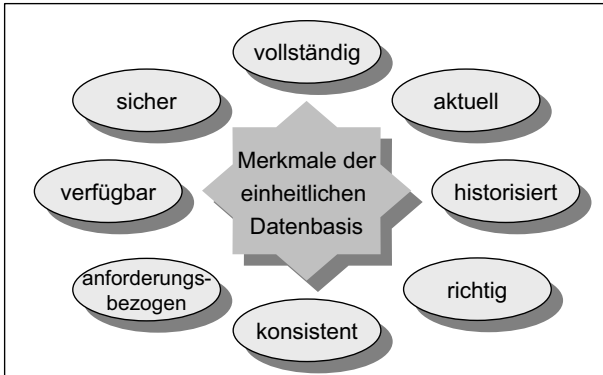 vollständig
sicher
aktuell
Merkmale der
einheitlichen
Datenbasis
verfügbar
historisiert
anforderungs-
bezogen
richtig
konsistent